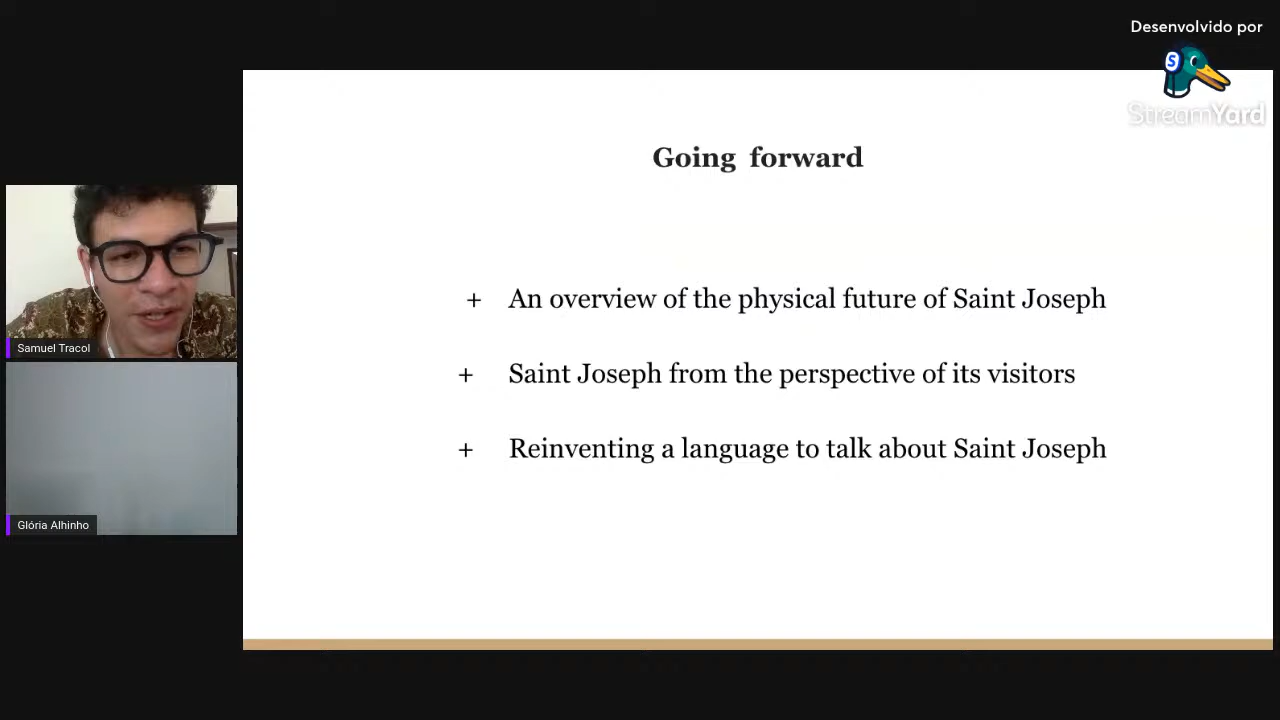 Desenvolvido por
S
StreamYard
Going forward
+ An overview of the physical future of Saint Joseph
+ Saint Joseph from the perspective of its visitors
+ Reinventing a language to talk about Saint Joseph
Samuel Tracol
Glória Alhinho